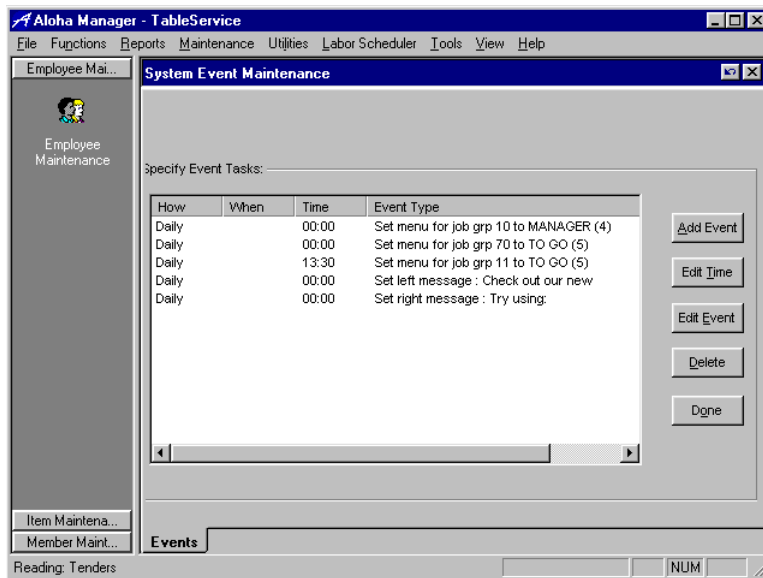 Aloha Manager - TableService
File Functions Reports Maintenance Utilities Labor Scheduler Tools View Help
Employee Mai...
System Event Maintenance
Employee
Maintenance
Specify Event Tasks:
How When Time Event Type
Daily 00:00 Set menu for job grp 10 to MANAGER (4)
Daily 00:00 Set menu for job grp 70 to TO GO (5)
Daily 13:30 Set menu for job grp 11 to TO GO (5)
Daily 00:00 Set left message : Check out our new
Daily 00:00 Set right message : Try using:
Add Event
Edit Time
Edit Event
Delete
Done
Item Maintena...
Member Maint...
Events
Reading: Tenders
NUM